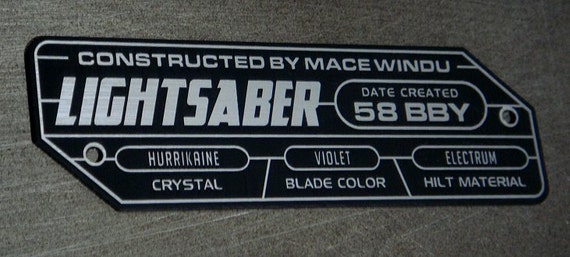 CONSTRUCTED BY MACE WINDU
LIGHTSABER
DATE CREATED
58 BBY
HURRIKAINE VIOLET ELECTRUM
CRYSTAL BLADE COLOR HILT MATERIAL